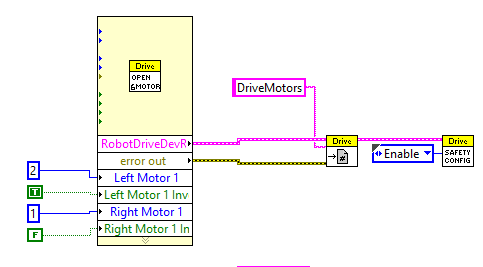 Drive
OPEN
6MOTOR
DriveMotors
RobotDriveDevR
Drive
Drive
error out
#
Enable
SAFETY
CONFIG
2
Left Motor 1
T
Left Motor 1 Inv
1
Right Motor 1
F
Right Motor 1 In